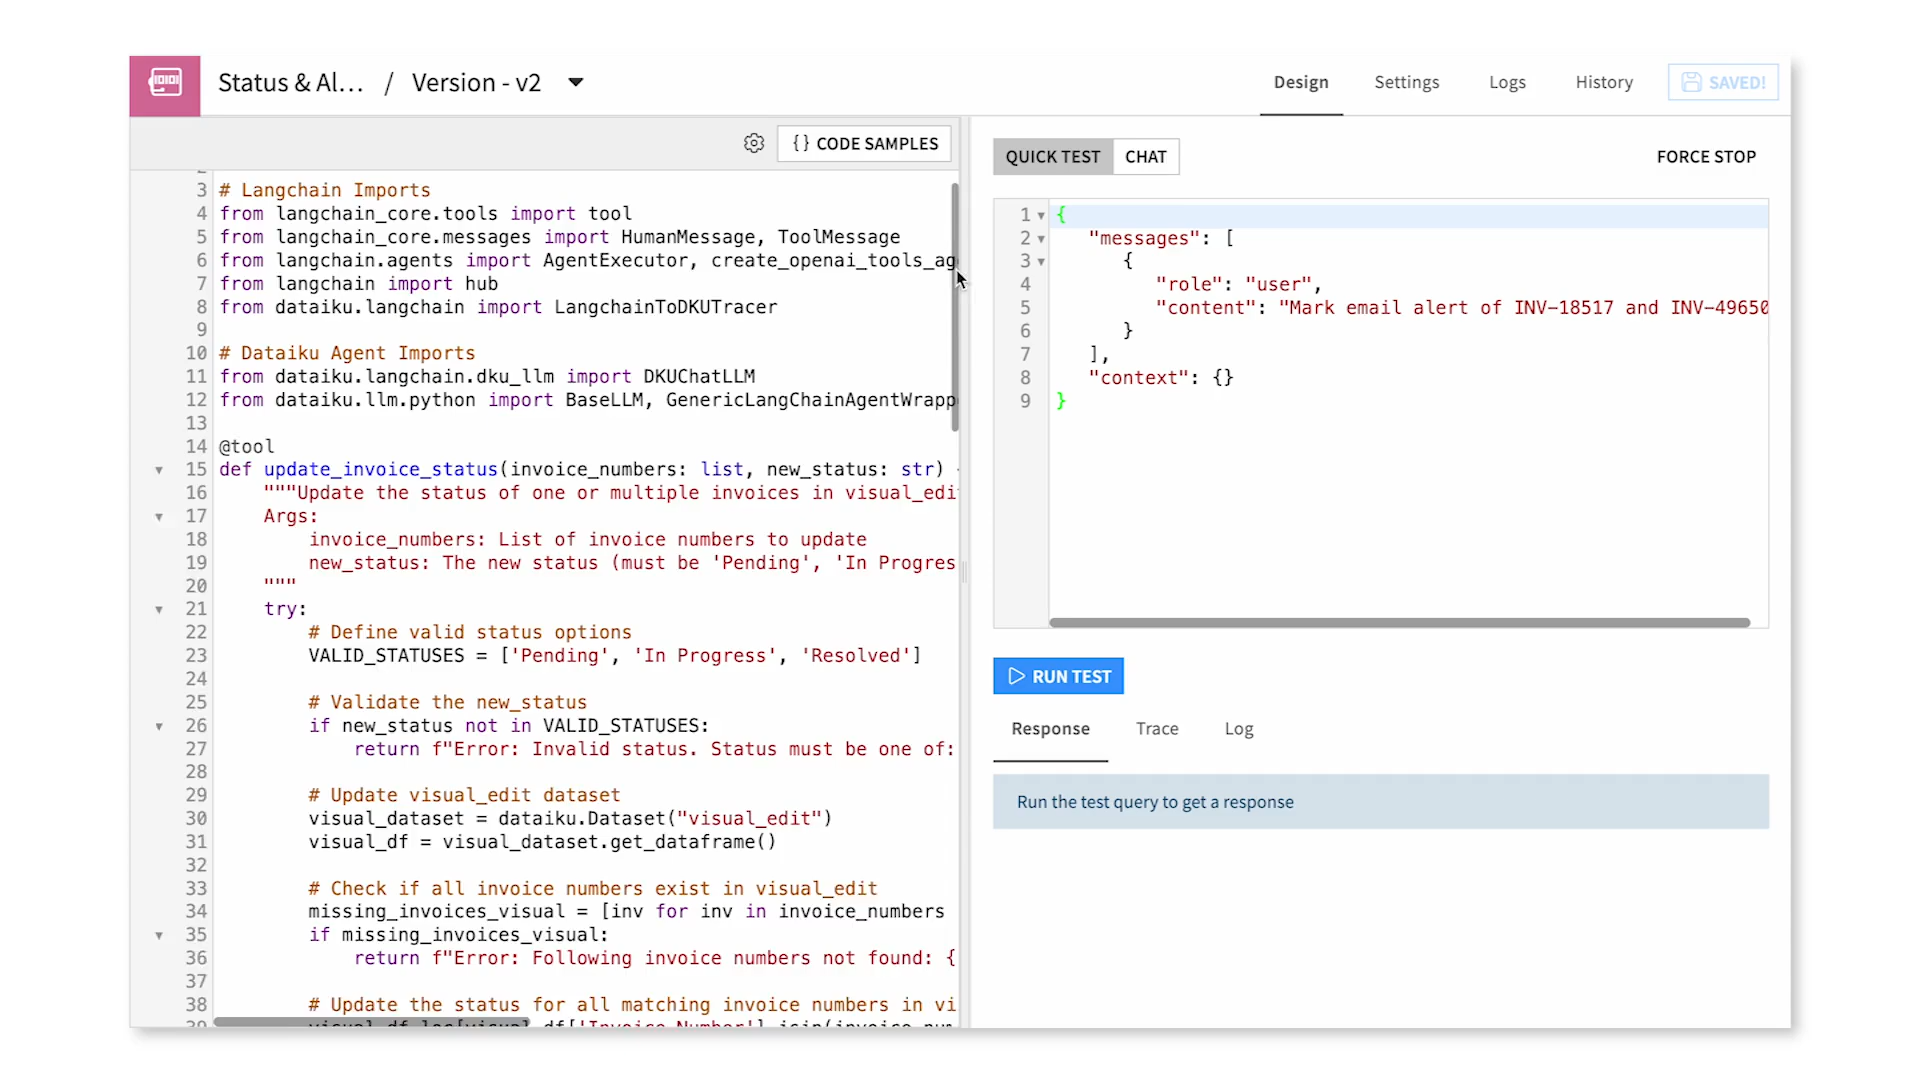 Status & Al... / Version - v2
Design
Settings
Logs
History
SAVED!
{} CODE SAMPLES
3 # Langchain Imports
4 from langchain_core.tools import tool
5 from langchain_core.messages import HumanMessage, ToolMessage
6 from langchain.agents import AgentExecutor, create_openai_tools_ag
7 from langchain import hub
8 from dataiku.langchain import LangchainToDKUTracer
9
10 # Dataiku Agent Imports
11 from dataiku.langchain.dku_llm import DKUChatLLM
12 from dataiku.llm.python import BaseLLM, GenericLangChainAgentWrapp
13
14 @tool
15 def update_invoice_status(invoice_numbers: list, new_status: str) -
16 """Update the status of one or multiple invoices in visual_edi
17 Args:
18 invoice_numbers: List of invoice numbers to update
19 new_status: The new status (must be 'Pending', 'In Progres
20 """
21 try:
22 # Define valid status options
23 VALID_STATUSES = ['Pending', 'In Progress', 'Resolved']
24
25 # Validate the new_status
26 if new_status not in VALID_STATUSES:
27 return f"Error: Invalid status. Status must be one of:
28
29 # Update visual_edit dataset
30 visual_dataset = dataiku.Dataset("visual_edit")
31 visual_df = visual_dataset.get_dataframe()
32
33 # Check if all invoice numbers exist in visual_edit
34 missing_invoices_visual = [inv for inv in invoice_numbers
35 if missing_invoices_visual:
36 return f"Error: Following invoice numbers not found: {
37
38 # Update the status for all matching invoice numbers in vi
QUICK TEST
CHAT
FORCE STOP
1 {
2 "messages": [
3 {
4 "role": "user",
5 "content": "Mark email alert of INV-18517 and INV-49650
6 }
7 ],
8 "context": {}
9 }
RUN TEST
Response
Trace
Log
Run the test query to get a response